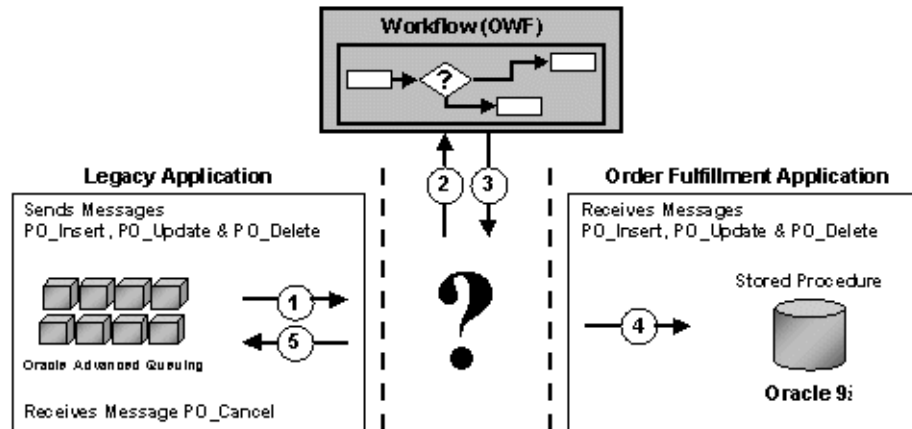 Workflow (OWF)
?
2
3
Legacy Application
Sends Messages
PO_Insert, PO_Update & PO_Delete
1
5
Oracle Advanced Queuing
Receives Message PO_Cancel
?
Order Fulfillment Application
Receives Messages
PO_Insert, PO_Update & PO_Delete
4
Stored Procedure
Oracle 9i